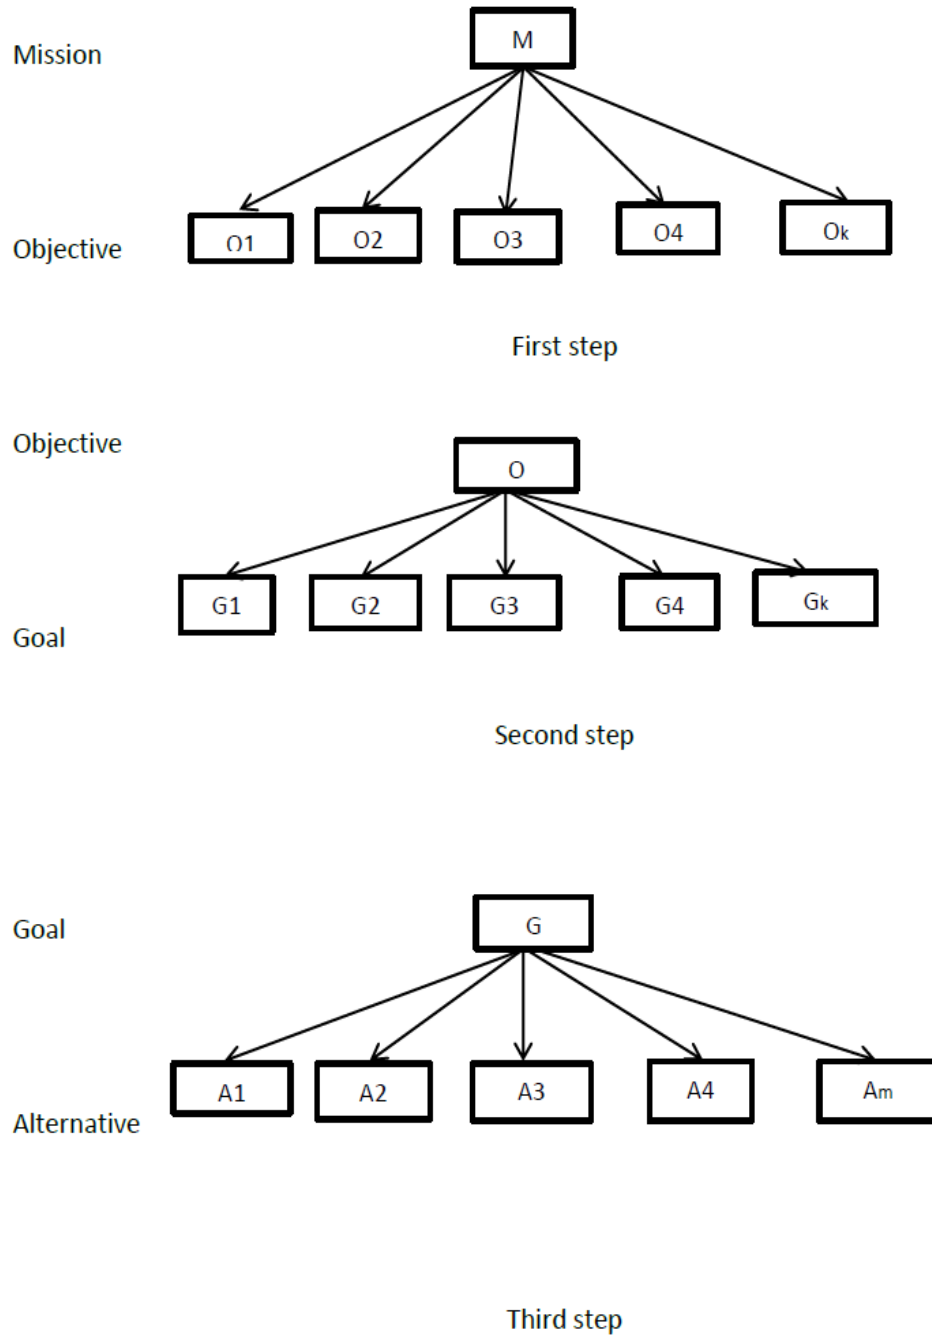 M
Mission
O1 O2 O3 O4 Ok
Objective
First step
Objective
O
G1 G2 G3 G4 Gk
Goal
Second step
Goal
G
A1 A2 A3 A4 Am
Alternative
Third step